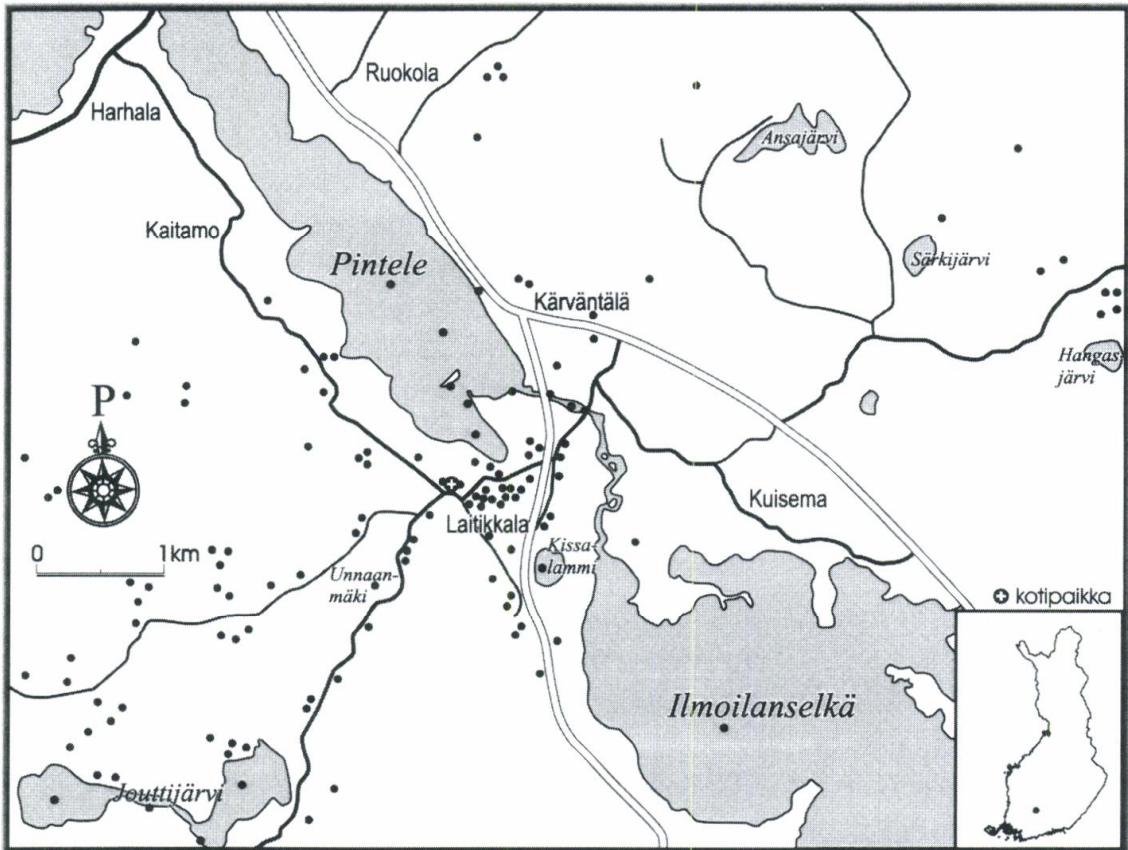 Ruokola
Harhala
Ansajärvi
Kaitamo
Pintele
Särkijärvi
Kärväntälä
Hangas-
järvi
P
Kuisema
Laitikkala
0 1km
Kissa-
lammi
Unnaan-
mäki
kotipaikka
Ilmoilanselkä
Jouttijärvi